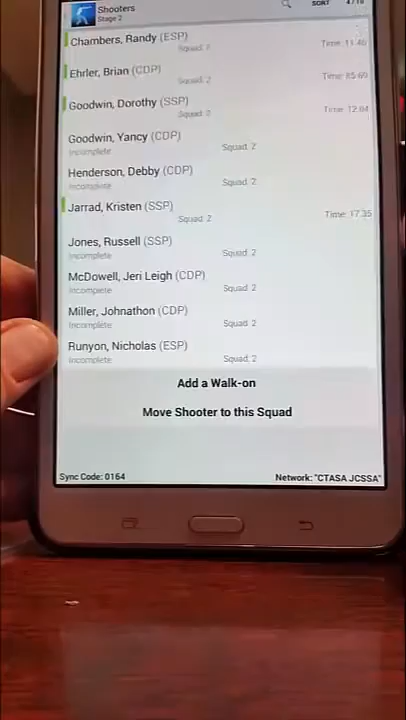 Shooters
SORT
Stage 2
Chambers, Randy (ESP)
Squad: 2
Time: 11.46
Ehrler, Brian (CDP)
Squad: 2
Time: 85.69
Goodwin, Dorothy (SSP)
Squad: 2
Time: 12.04
Goodwin, Yancy (CDP)
Incomplete
Squad: 2
Henderson, Debby (CDP)
Incomplete
Squad: 2
Jarrad, Kristen (SSP)
Squad: 2
Time: 17.35
Jones, Russell (SSP)
Incomplete
Squad: 2
McDowell, Jeri Leigh (CDP)
Incomplete
Squad: 2
Miller, Johnathon (CDP)
Incomplete
Squad: 2
Runyon, Nicholas (ESP)
Incomplete
Squad: 2
Add a Walk-on
Move Shooter to this Squad
Sync Code: 0164
Network: "CTASA JCSSA"